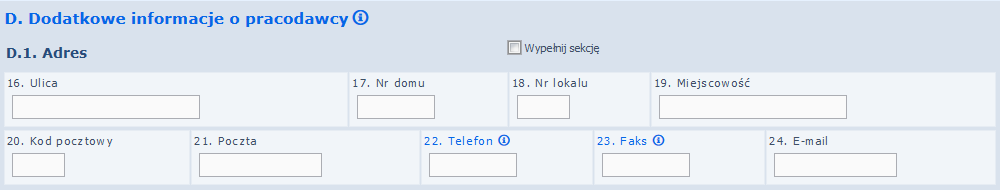 D. Dodatkowe informacje o pracodawcy
D.1. Adres
Wypełnij sekcję
16. Ulica
17. Nr domu
18. Nr lokalu
19. Miejscowość
20. Kod pocztowy
21. Poczta
22. Telefon
23. Faks
24. E-mail